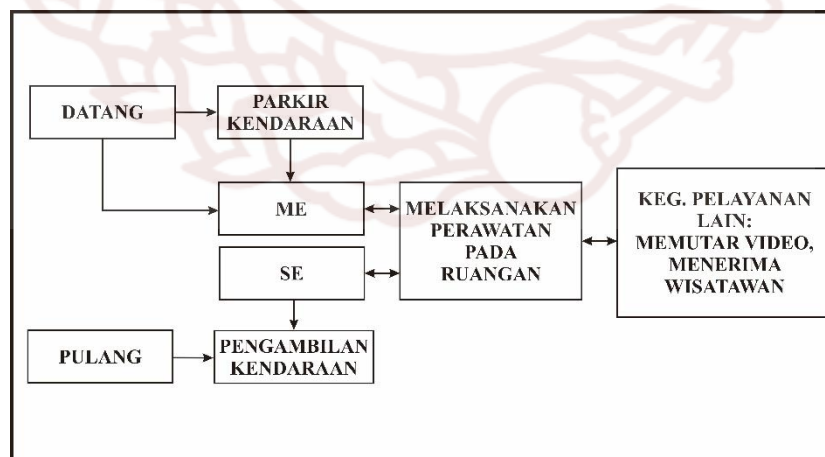 DATANG
PARKIR
KENDARAAN
ME
MELAKSANAKAN
PERAWATAN
PADA
RUANGAN
KEG. PELAYANAN
LAIN:
MEMUTAR VIDEO,
MENERIMA
WISATAWAN
SE
PULANG
PENGAMBILAN
KENDARAAN